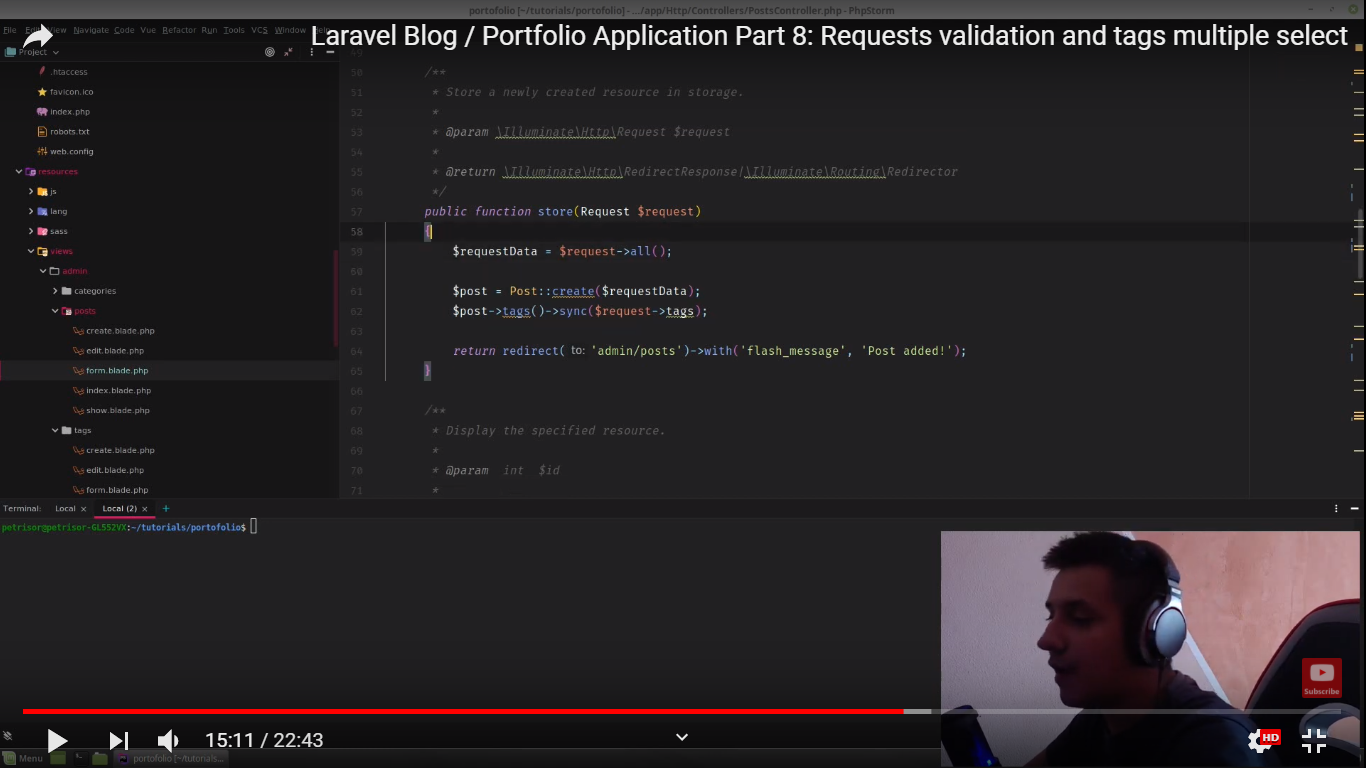 portofolio [~/tutorials/portofolio] - .../app/Http/Controllers/PostsController.php - PhpStorm
File Edit View Navigate Code Vue Refactor Run Tools VCS Window
Laravel Blog / Portfolio Application Part 8: Requests validation and tags multiple select
Project
.htaccess
favicon.ico
index.php
robots.txt
web.config
resources
js
lang
sass
views
admin
categories
posts
create.blade.php
edit.blade.php
form.blade.php
index.blade.php
show.blade.php
tags
create.blade.php
edit.blade.php
form.blade.php
50 /**
51 * Store a newly created resource in storage.
52 *
53 * @param \Illuminate\Http\Request $request
54 *
55 * @return \Illuminate\Http\RedirectResponse|\Illuminate\Routing\Redirector
56 */
57 public function store(Request $request)
58 {
59 $requestData = $request->all();
60
61 $post = Post::create($requestData);
62 $post->tags()->sync($request->tags);
63
64 return redirect( to: 'admin/posts')->with('flash_message', 'Post added!');
65 }
66
67 /**
68 * Display the specified resource.
69 *
70 * @param int $id
71 *
Terminal: Local × Local (2) × +
petrisor@petrisor-GL552VX:~/tutorials/portofolio$
Subscribe
15:11 / 22:43
HD
Menu
portofolio [~/tutorials...